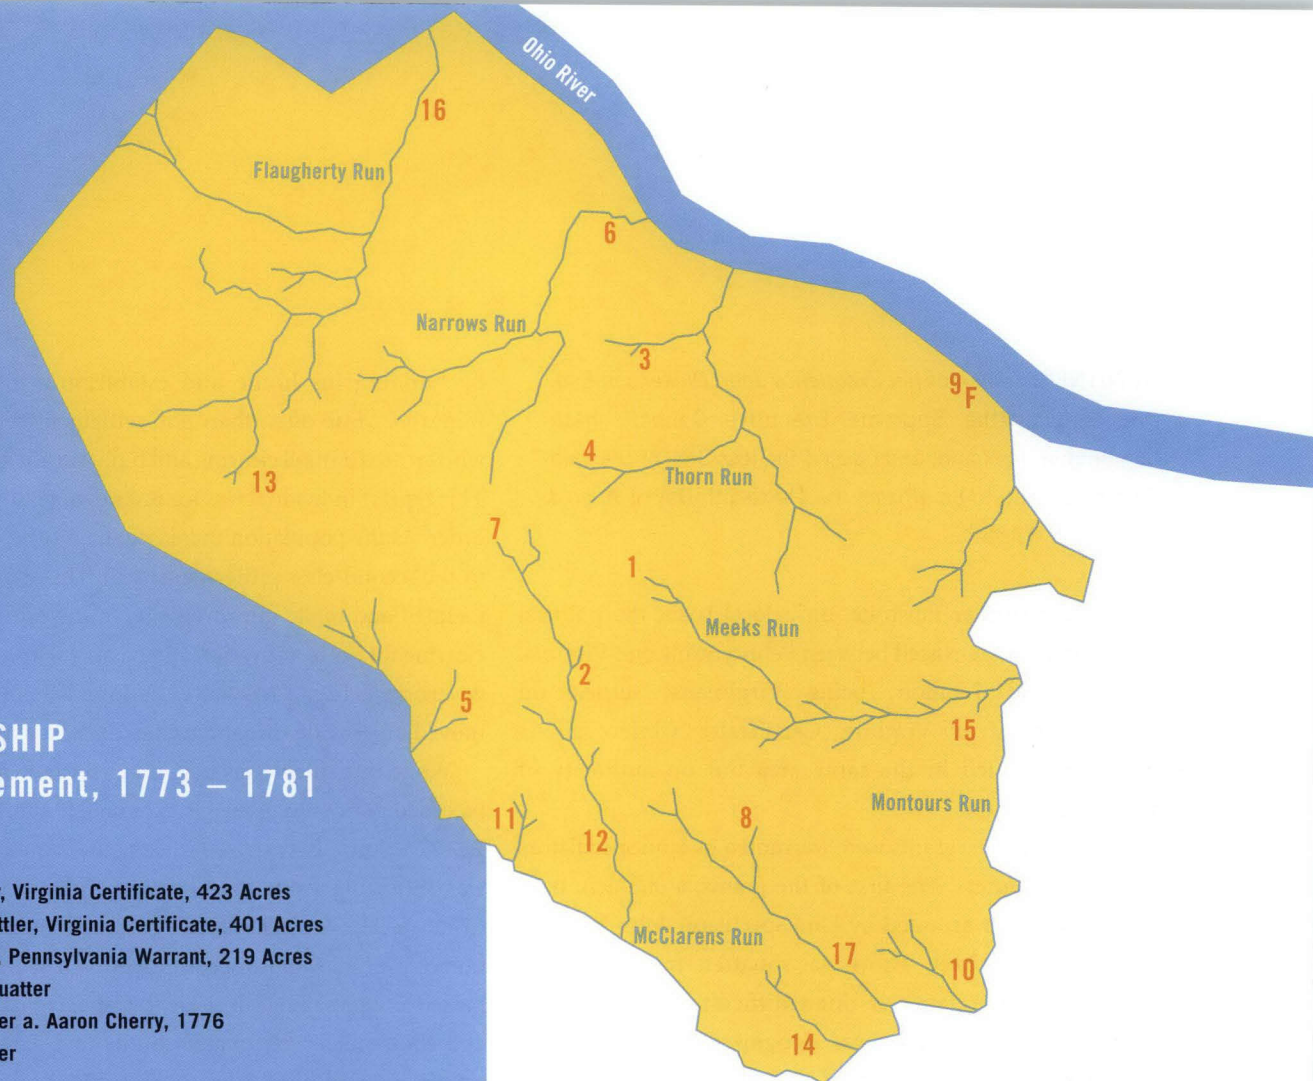 Ohio River
16
Flaugherty Run
6
Narrows Run
3
9F
4
Thorn Run
13
7
1
Meeks Run
2
5
15
SHIP
ement, 1773 – 1781
Montours Run
11
8
12
, Virginia Certificate, 423 Acres
ttler, Virginia Certificate, 401 Acres
Pennsylvania Warrant, 219 Acres
McClarens Run
17
10
uatter
er a. Aaron Cherry, 1776
14
er